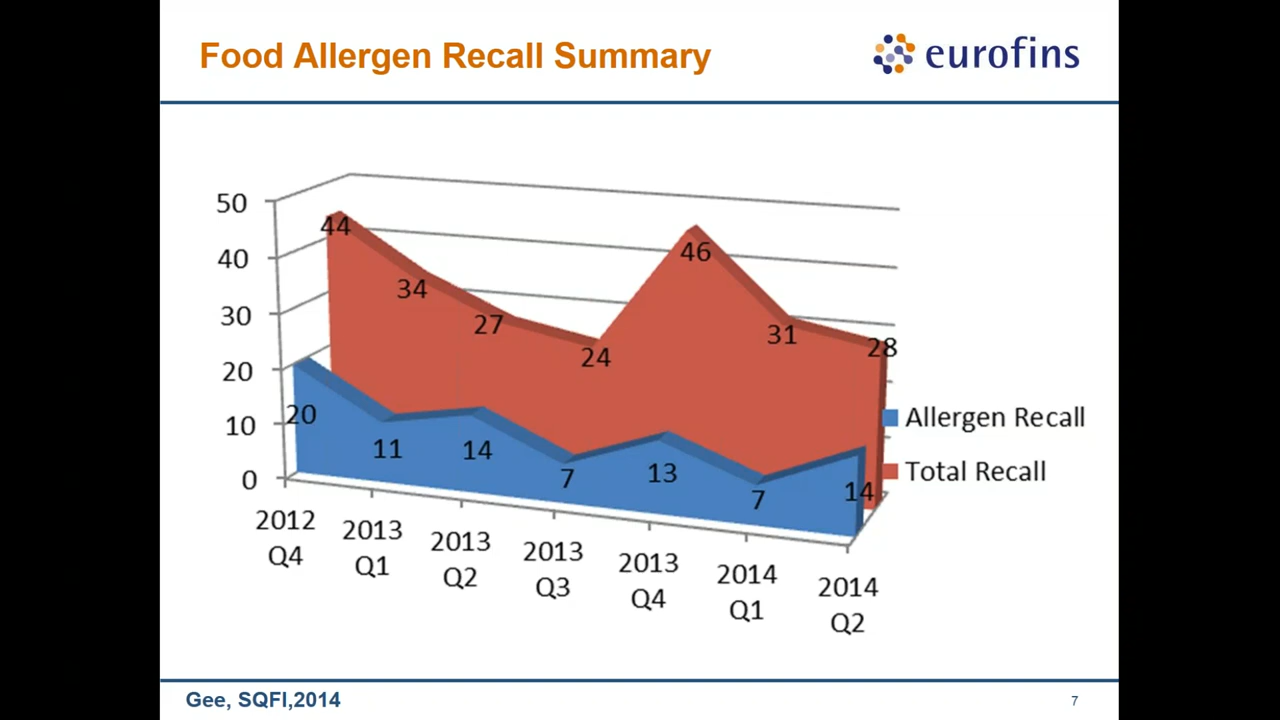 Food Allergen Recall Summary
eurofins
50
40
30
20
10
0
44
34
27
24
46
31
28
20
11
14
7
13
7
14
Allergen Recall
Total Recall
2012
Q4
2013
Q1
2013
Q2
2013
Q3
2013
Q4
2014
Q1
2014
Q2
Gee, SQFI,2014
7